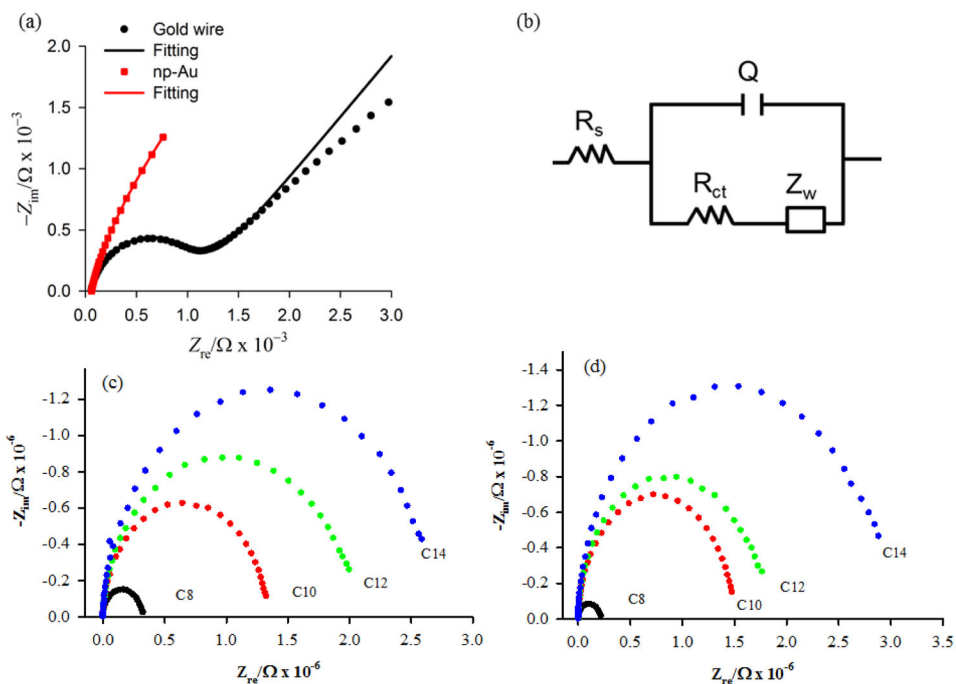 (a)
Gold wire
Fitting
np-Au
Fitting
-Z_im/Ω x 10⁻³
2.0
1.5
1.0
0.5
0.0
0.0 0.5 1.0 1.5 2.0 2.5 3.0
Z_re/Ω x 10⁻³
(b)
Q
R_s
R_ct Z_w
(c)
-Z_im/Ω x 10⁻⁶
-1.2
-1.0
-0.8
-0.6
-0.4
-0.2
0.0
C14
C12
C10
C8
0.0 0.5 1.0 1.5 2.0 2.5 3.0
Z_re/Ω x 10⁻⁶
(d)
-Z_im/Ω x 10⁻⁶
-1.4
-1.2
-1.0
-0.8
-0.6
-0.4
-0.2
0.0
C14
C12
C10
C8
0.0 0.5 1.0 1.5 2.0 2.5 3.0 3.5
Z_re/Ω x 10⁻⁶